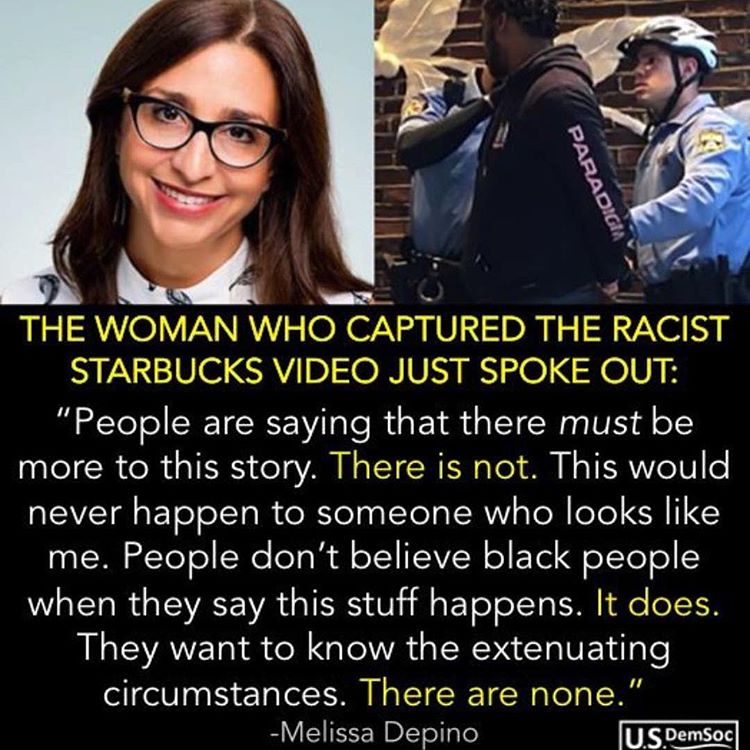 PARADIGM
THE WOMAN WHO CAPTURED THE RACIST
STARBUCKS VIDEO JUST SPOKE OUT:
“People are saying that there must be
more to this story. There is not. This would
never happen to someone who looks like
me. People don’t believe black people
when they say this stuff happens. It does.
They want to know the extenuating
circumstances. There are none.”
-Melissa Depino
U.S.DemSoc